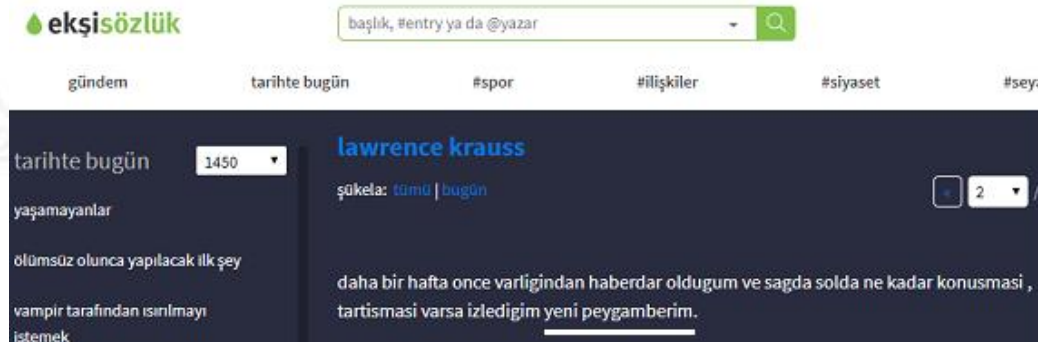 ekşisözlük
başlık, #entry ya da @yazar
gündem
tarihte bugün
#spor
#ilişkiler
#siyaset
#seya
tarihte bugün
1450
yaşamayanlar
ölümsüz olunca yapılacak ilk şey
vampir tarafından ısırılmayı
istemek
lawrence krauss
şükela: tümü | bugün
« 2 /
daha bir hafta once varligindan haberdar oldugum ve sagda solda ne kadar konusmasi ,
tartismasi varsa izledigim yeni peygamberim.